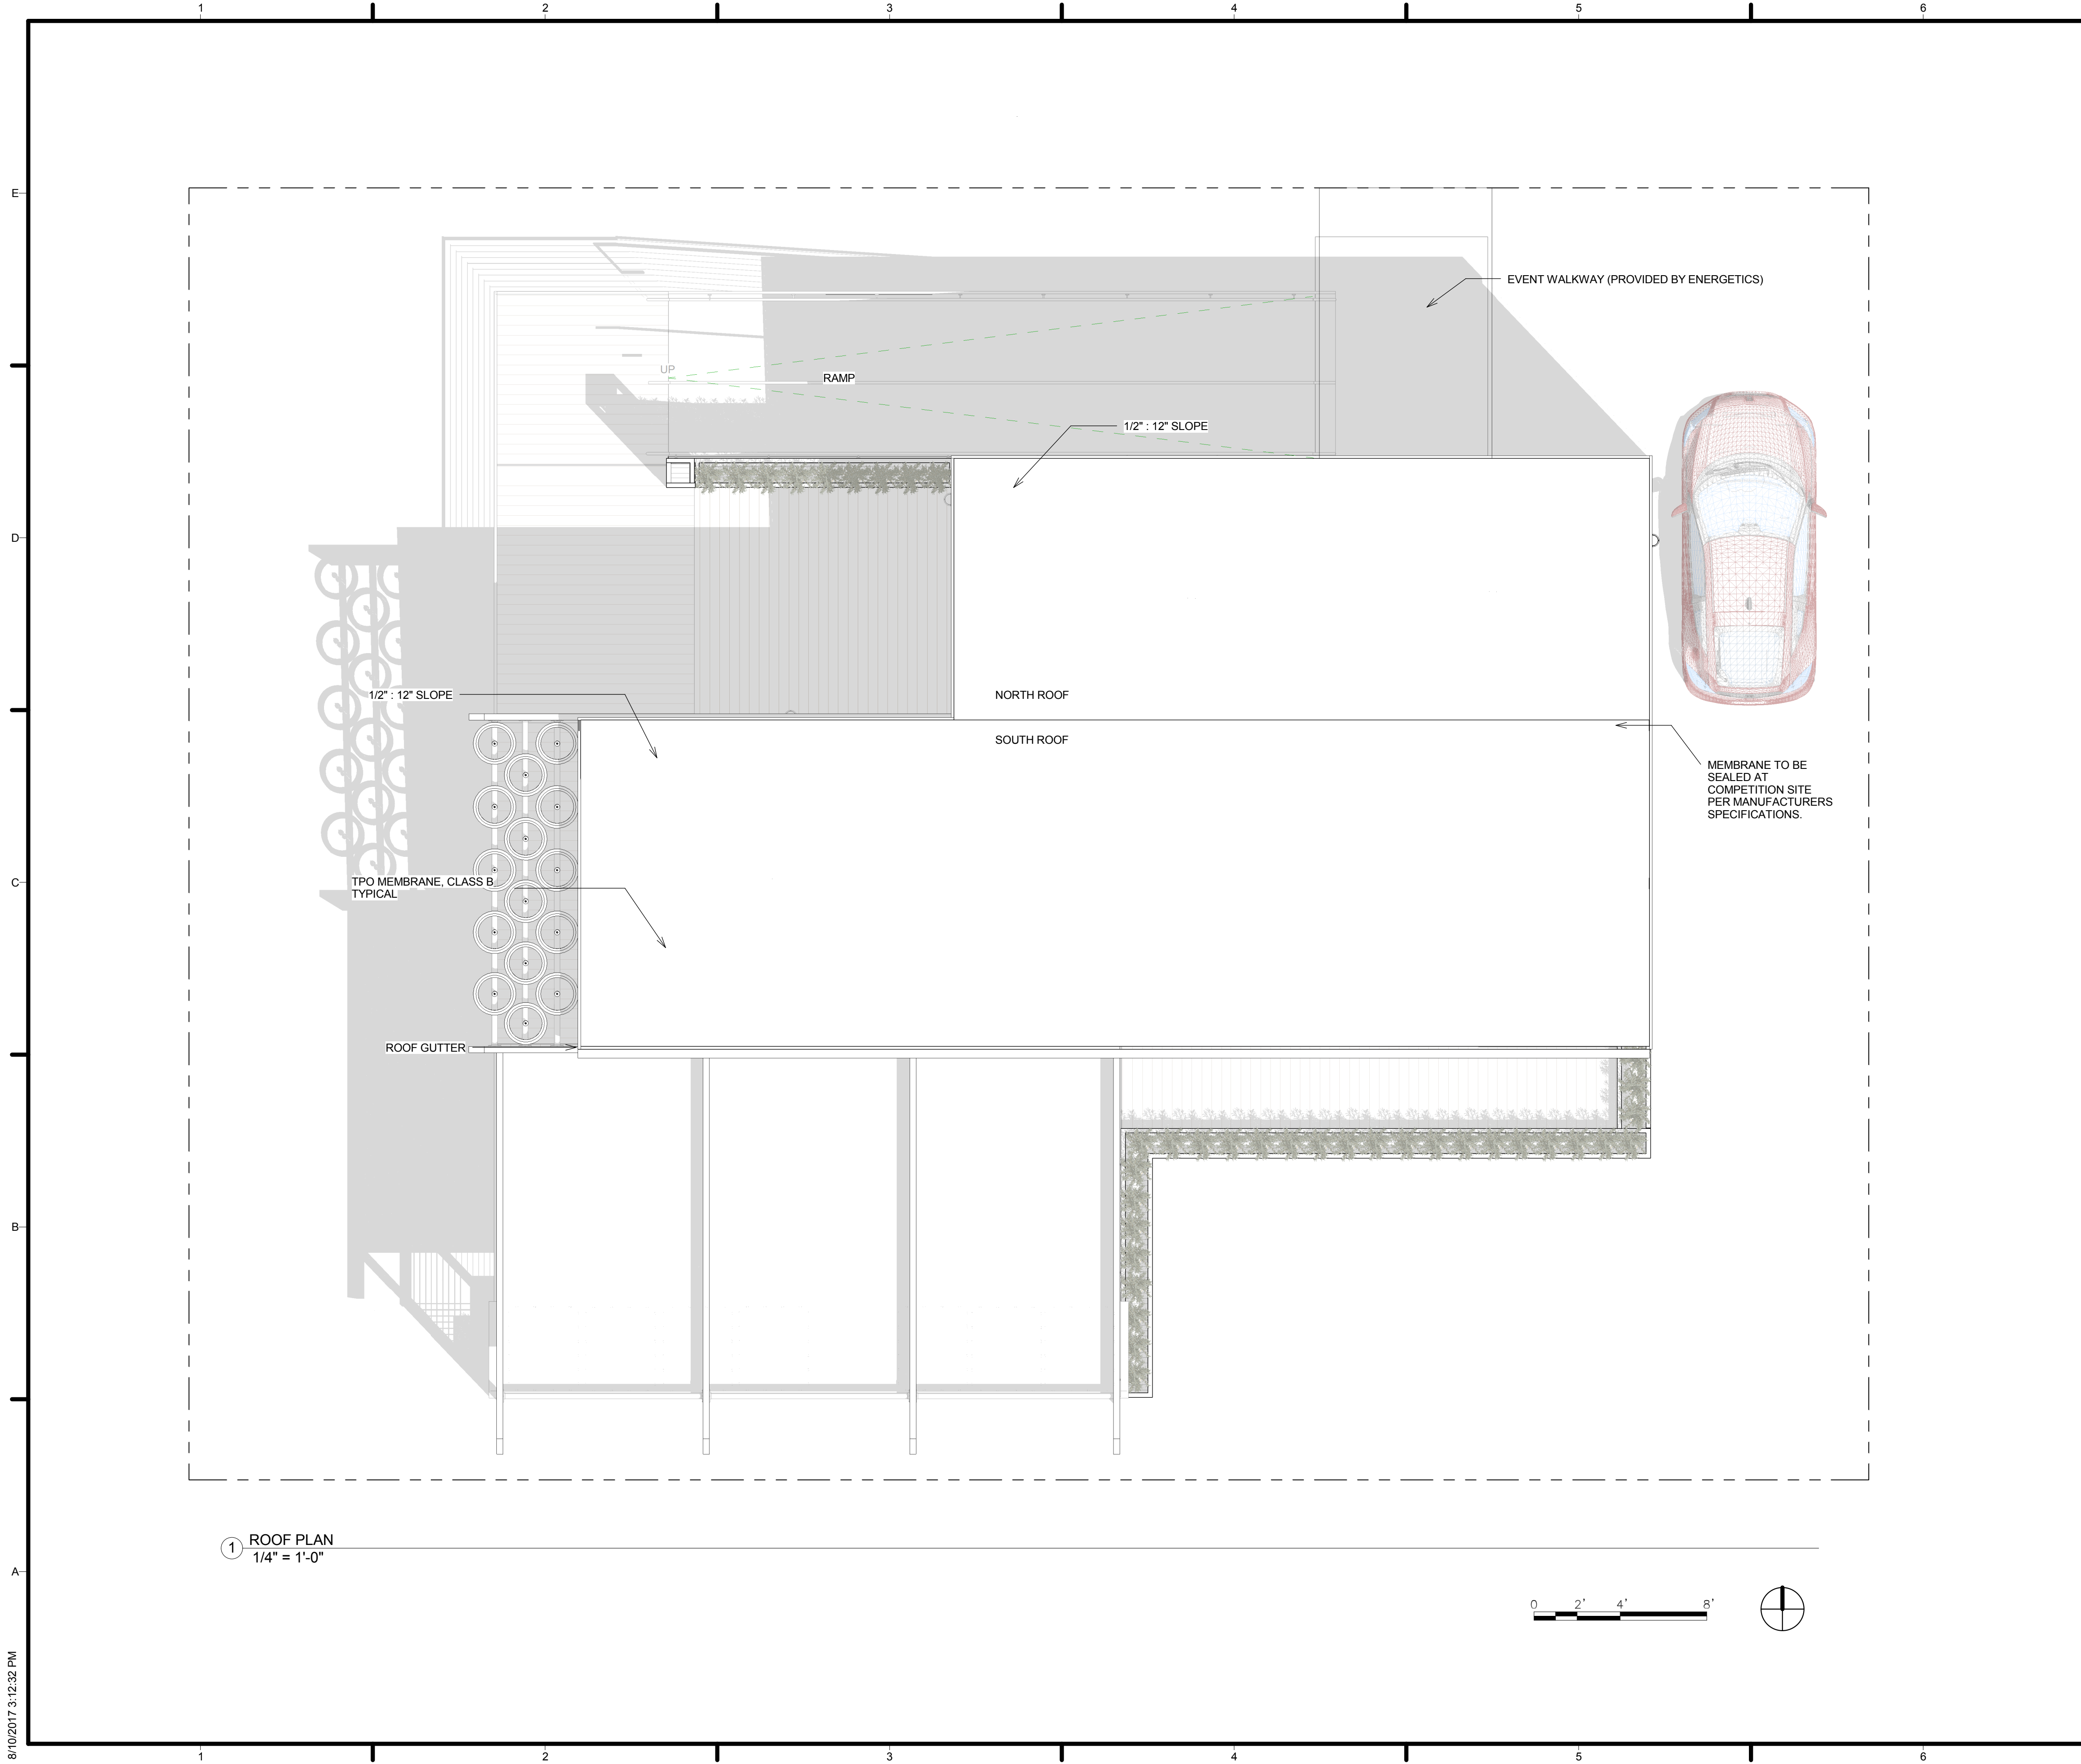 1 2 3 4 5 6
E
EVENT WALKWAY (PROVIDED BY ENERGETICS)
UP
RAMP
1/2" : 12" SLOPE
D
1/2" : 12" SLOPE
NORTH ROOF
SOUTH ROOF
MEMBRANE TO BE
SEALED AT
COMPETITION SITE
PER MANUFACTURERS
SPECIFICATIONS.
C
TPO MEMBRANE, CLASS B
TYPICAL
ROOF GUTTER
B
1 ROOF PLAN
1/4" = 1'-0"
A
0 2' 4' 8'
8/10/2017 3:12:32 PM
1 2 3 4 5 6